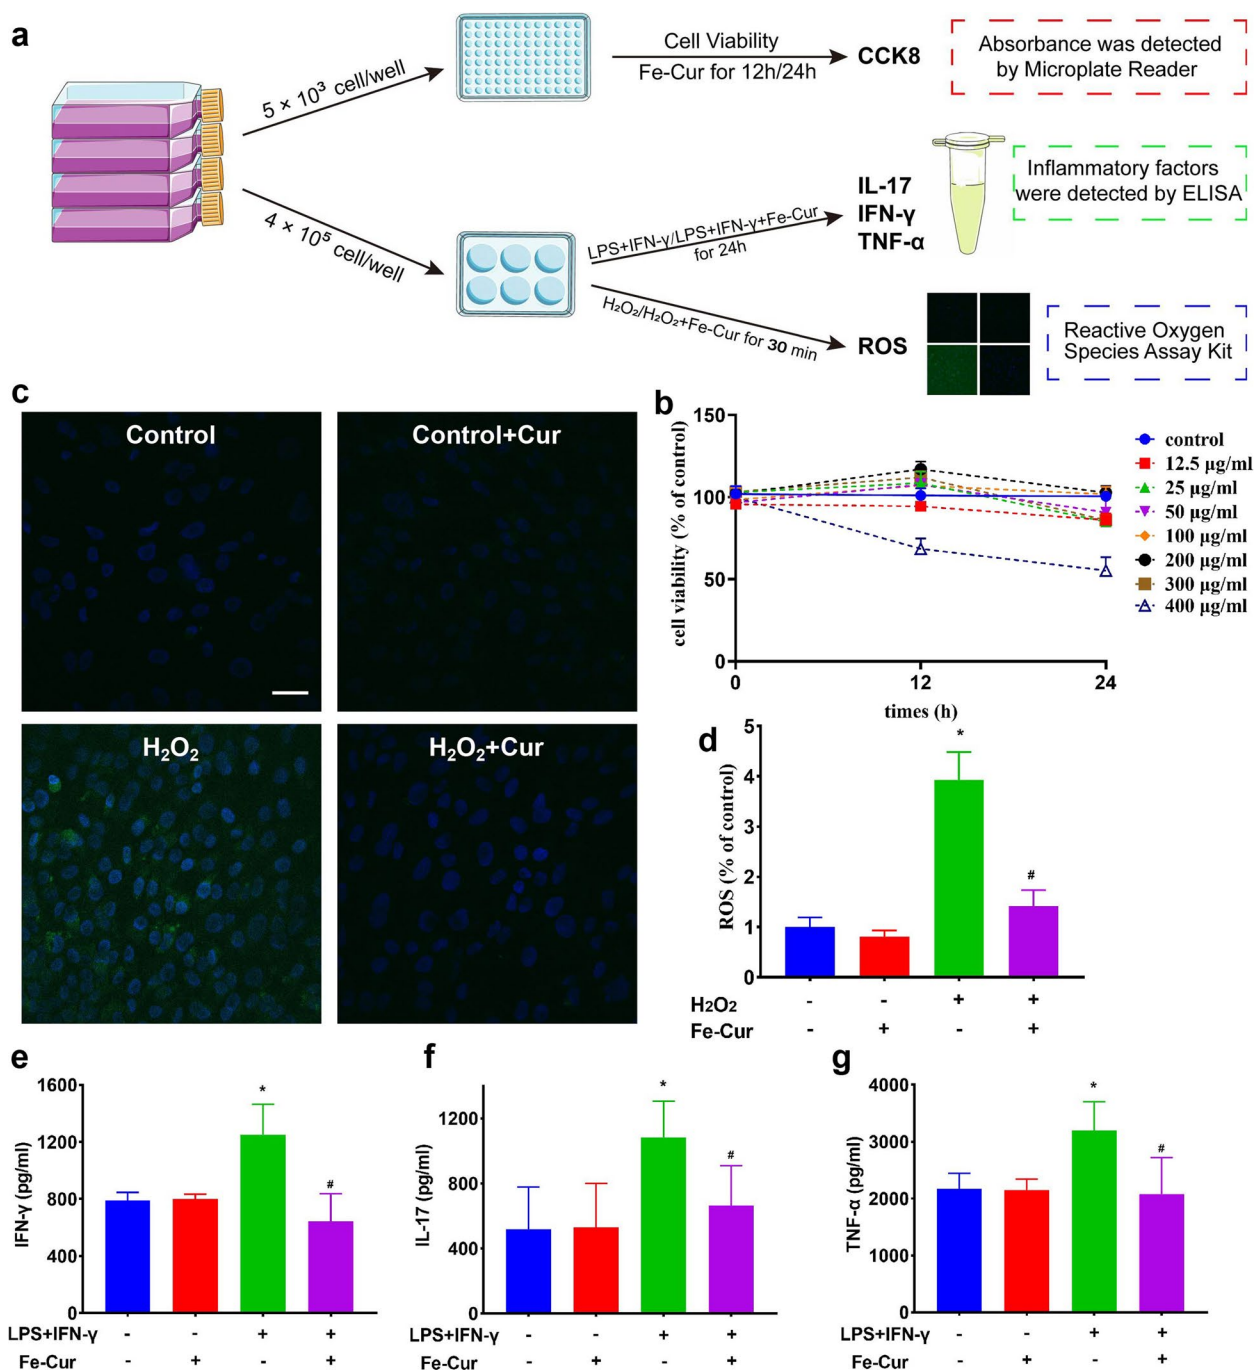 a
5 × 10³ cell/well
4 × 10⁵ cell/well
Cell Viability
Fe-Cur for 12h/24h
CCK8
Absorbance was detected
by Microplate Reader
LPS+IFN-γ/LPS+IFN-γ+Fe-Cur
for 24h
IL-17
IFN-γ
TNF-α
Inflammatory factors
were detected by ELISA
H₂O₂/H₂O₂+Fe-Cur for 30 min
ROS
Reactive Oxygen
Species Assay Kit
c
Control
Control+Cur
H₂O₂
H₂O₂+Cur
b
cell viability (% of control)
150
100
50
0
0
12
24
times (h)
control
12.5 μg/ml
25 μg/ml
50 μg/ml
100 μg/ml
200 μg/ml
300 μg/ml
400 μg/ml
d
ROS (% of control)
5
4
3
2
1
0
*
#
H₂O₂ - - + +
Fe-Cur - + - +
e
IFN-γ (pg/ml)
1600
1200
800
400
0
*
#
LPS+IFN-γ - - + +
Fe-Cur - + - +
f
IL-17 (pg/ml)
1200
800
400
0
*
#
- - + +
- + - +
g
TNF-α (pg/ml)
4000
3000
2000
1000
0
*
#
LPS+IFN-γ - - + +
Fe-Cur - + - +